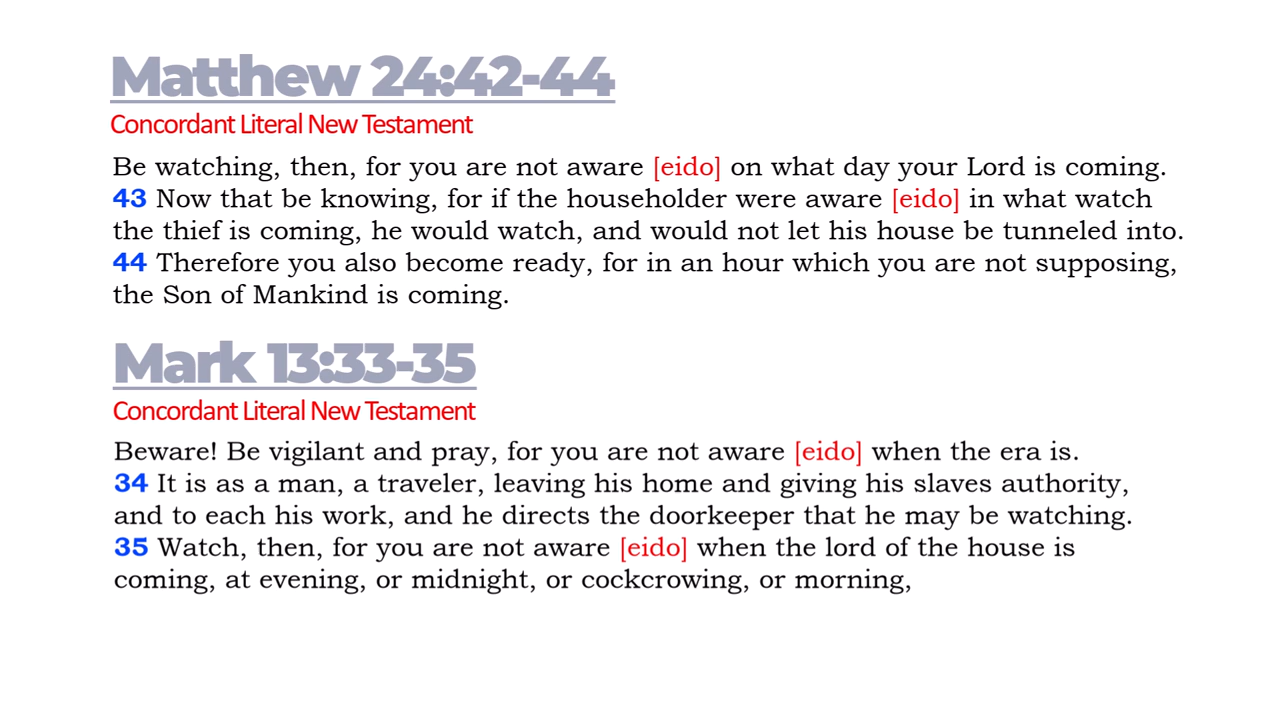 Matthew 24:42-44
Concordant Literal New Testament
Be watching, then, for you are not aware [eido] on what day your Lord is coming.
43 Now that be knowing, for if the householder were aware [eido] in what watch
the thief is coming, he would watch, and would not let his house be tunneled into.
44 Therefore you also become ready, for in an hour which you are not supposing,
the Son of Mankind is coming.
Mark 13:33-35
Concordant Literal New Testament
Beware! Be vigilant and pray, for you are not aware [eido] when the era is.
34 It is as a man, a traveler, leaving his home and giving his slaves authority,
and to each his work, and he directs the doorkeeper that he may be watching.
35 Watch, then, for you are not aware [eido] when the lord of the house is
coming, at evening, or midnight, or cockcrowing, or morning,